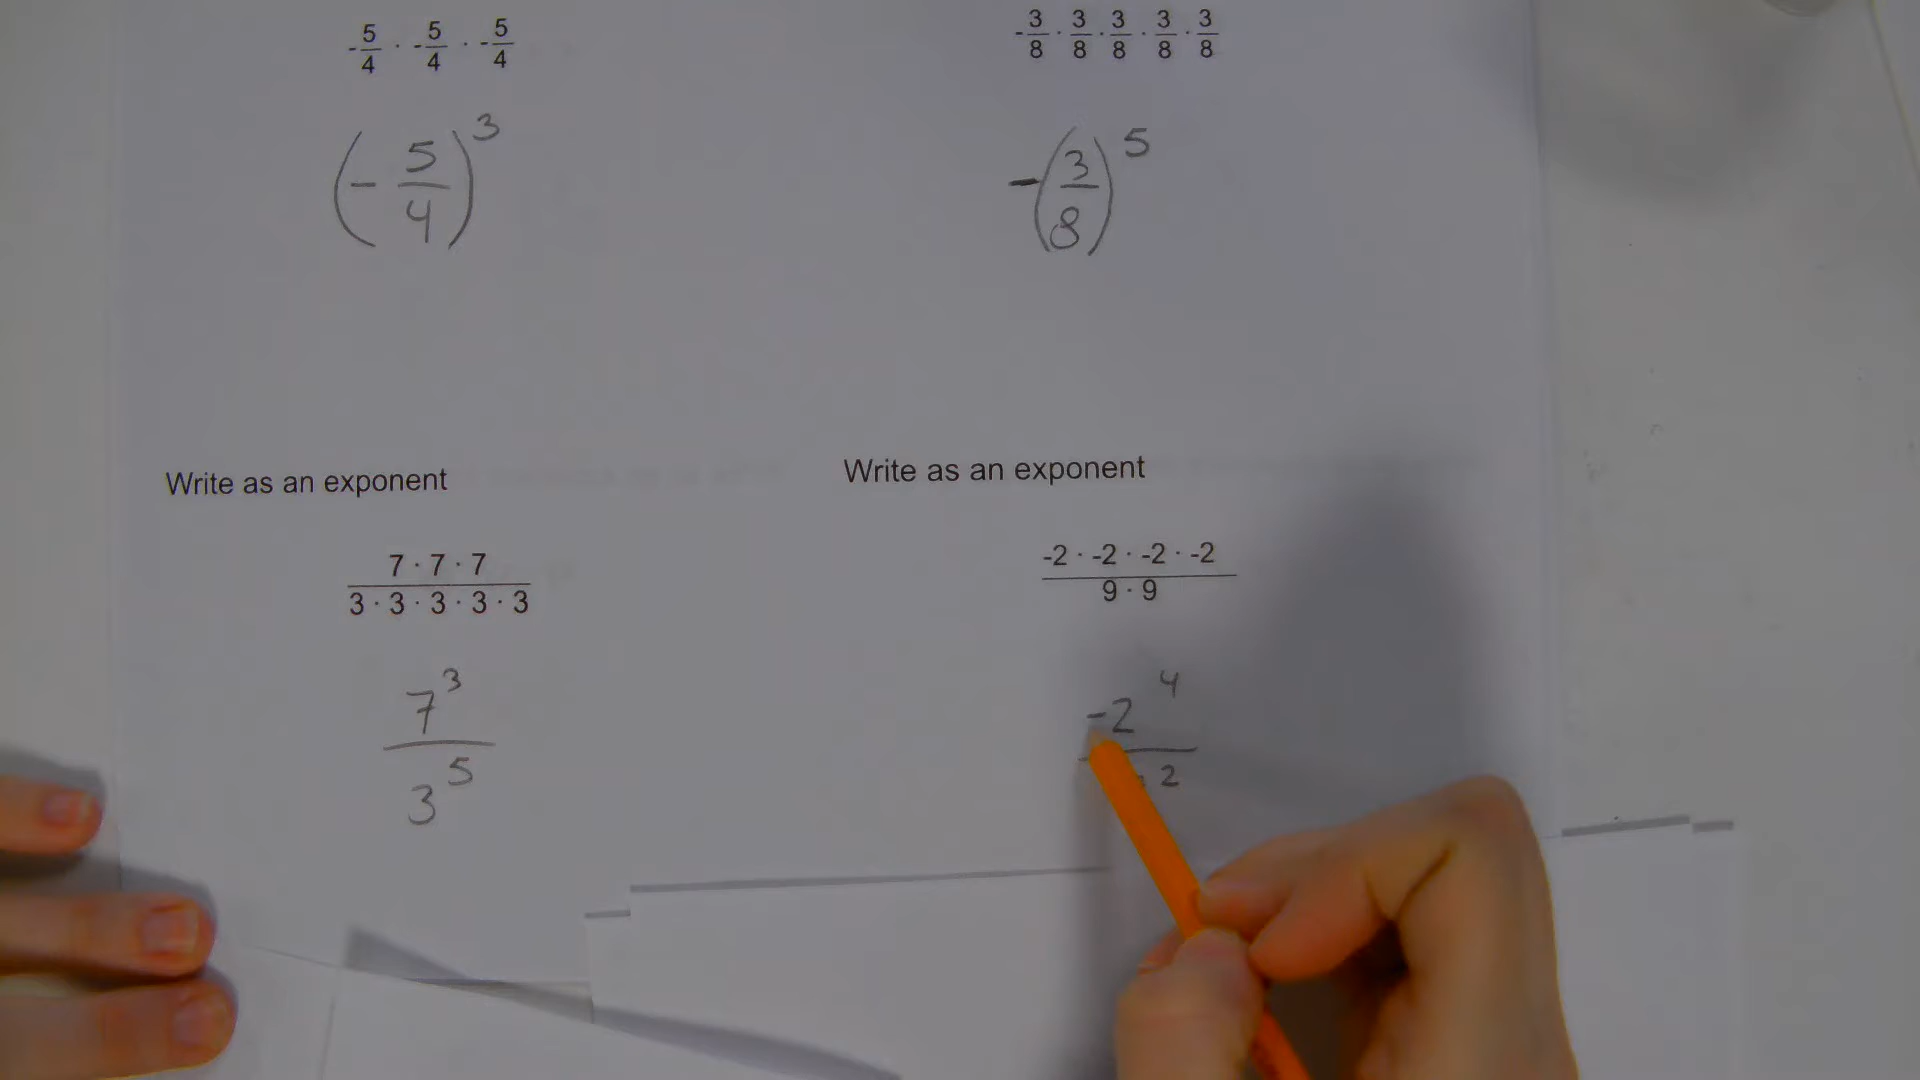 -5/4 · -5/4 · -5/4
-3/8 · 3/8 · 3/8 · 3/8 · 3/8
(- 5/4)^3
-(3/8)^5
Write as an exponent
Write as an exponent
7 · 7 · 7
3 · 3 · 3 · 3 · 3
-2 · -2 · -2 · -2
9 · 9
7^3
3^5
-2 4
2